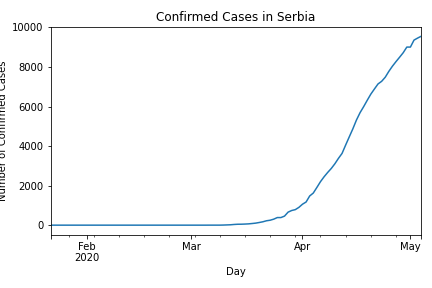 Confirmed Cases in Serbia
10000
8000
6000
4000
2000
0
Number of Confirmed Cases
Feb
2020
Mar
Apr
May
Day